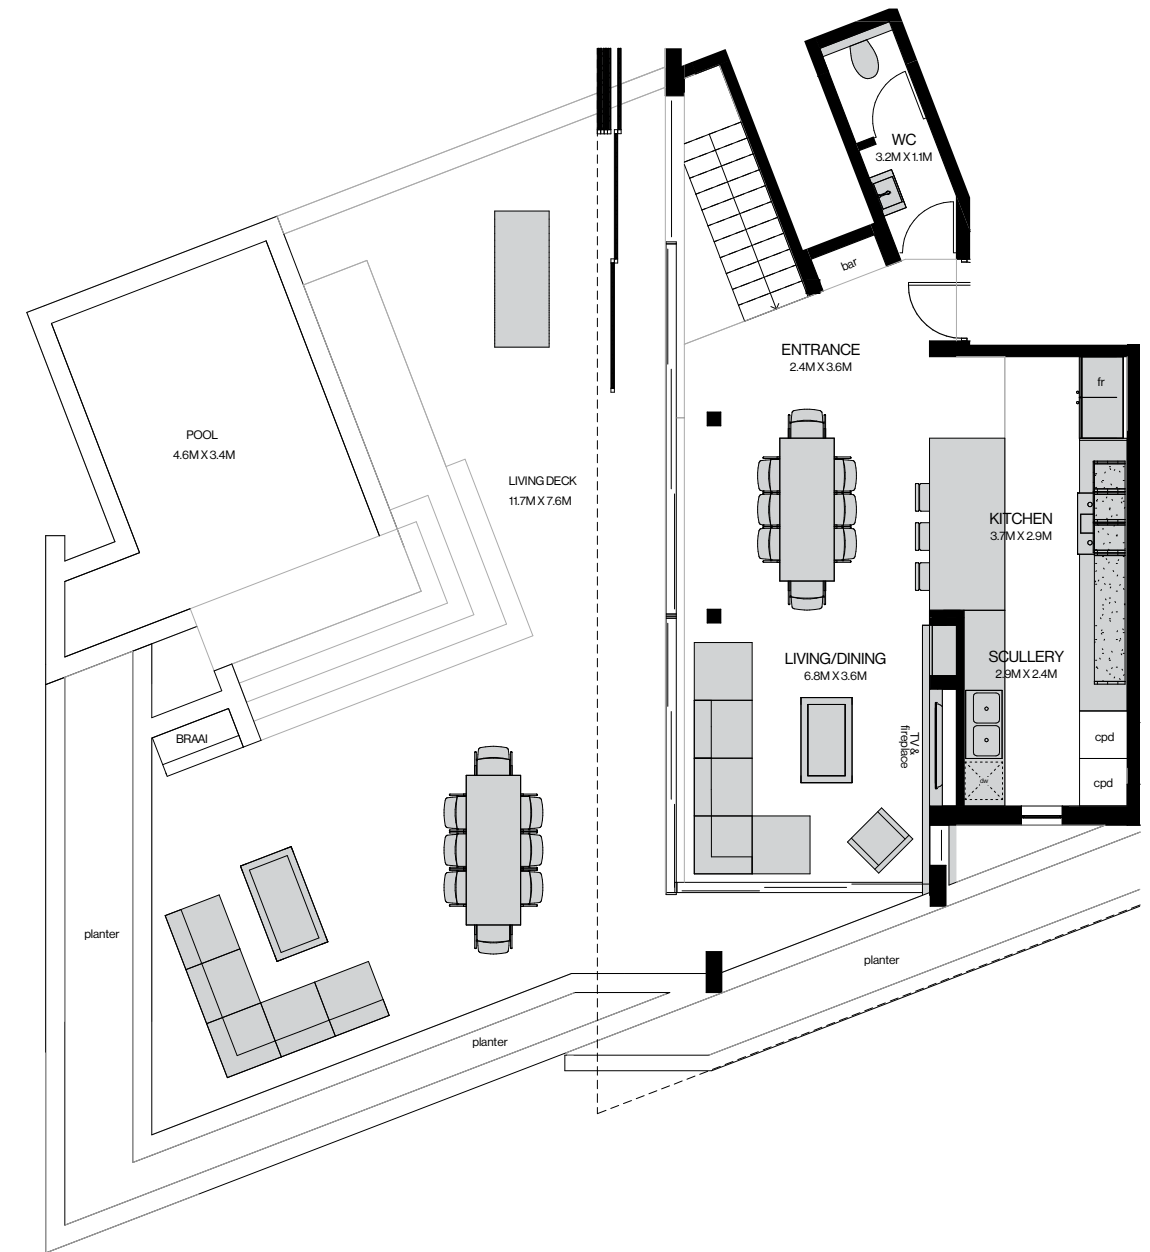 WC
3.2M X 1.1M
bar
ENTRANCE
2.4M X 3.6M
fr
POOL
4.6M X 3.4M
LIVING DECK
11.7M X 7.6M
KITCHEN
3.7M X 2.9M
LIVING/DINING
6.8M X 3.6M
SCULLERY
2.9M X 2.4M
BRAAI
TV &
fireplace
cpd
dw
cpd
planter
planter
planter